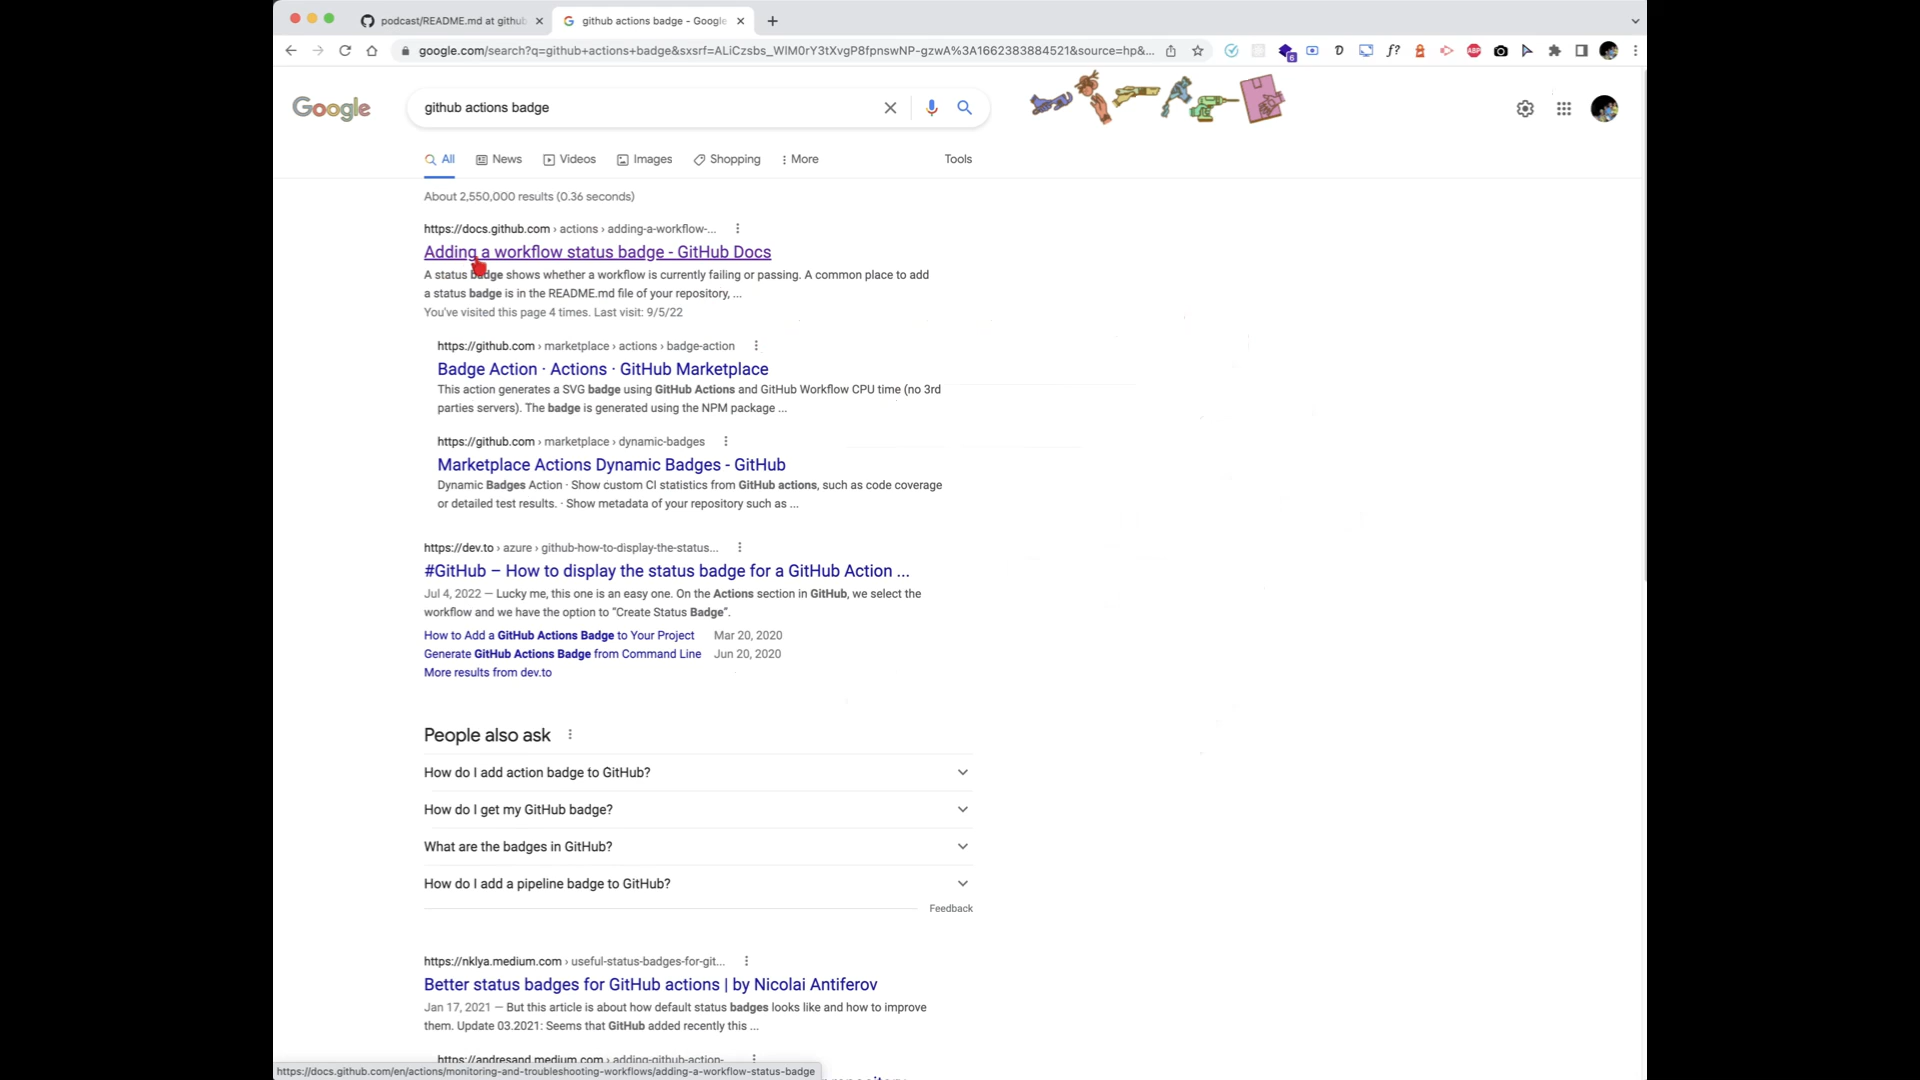 podcast/README.md at github
github actions badge - Google
google.com/search?q=github+actions+badge&sxsrf=ALiCzsbs_WlM0rY3tXvgP8fpnswNP-gzwA%3A1662383884521&source=hp&...
Google
github actions badge
All
News
Videos
Images
Shopping
More
Tools
About 2,550,000 results (0.36 seconds)
https://docs.github.com › actions › adding-a-workflow-...
Adding a workflow status badge - GitHub Docs
A status badge shows whether a workflow is currently failing or passing. A common place to add
a status badge is in the README.md file of your repository, ...
You've visited this page 4 times. Last visit: 9/5/22
https://github.com › marketplace › actions › badge-action
Badge Action · Actions · GitHub Marketplace
This action generates a SVG badge using GitHub Actions and GitHub Workflow CPU time (no 3rd
parties servers). The badge is generated using the NPM package ...
https://github.com › marketplace › dynamic-badges
Marketplace Actions Dynamic Badges - GitHub
Dynamic Badges Action · Show custom CI statistics from GitHub actions, such as code coverage
or detailed test results. · Show metadata of your repository such as ...
https://dev.to › azure › github-how-to-display-the-status...
#GitHub – How to display the status badge for a GitHub Action ...
Jul 4, 2022 — Lucky me, this one is an easy one. On the Actions section in GitHub, we select the
workflow and we have the option to "Create Status Badge".
How to Add a GitHub Actions Badge to Your Project Mar 20, 2020
Generate GitHub Actions Badge from Command Line Jun 20, 2020
More results from dev.to
People also ask
How do I add action badge to GitHub?
How do I get my GitHub badge?
What are the badges in GitHub?
How do I add a pipeline badge to GitHub?
Feedback
https://nklya.medium.com › useful-status-badges-for-git...
Better status badges for GitHub actions | by Nicolai Antiferov
Jan 17, 2021 — But this article is about how default status badges looks like and how to improve
them. Update 03.2021: Seems that GitHub added recently this ...
https://andresand.medium.com › adding-github-action-
https://docs.github.com/en/actions/monitoring-and-troubleshooting-workflows/adding-a-workflow-status-badge